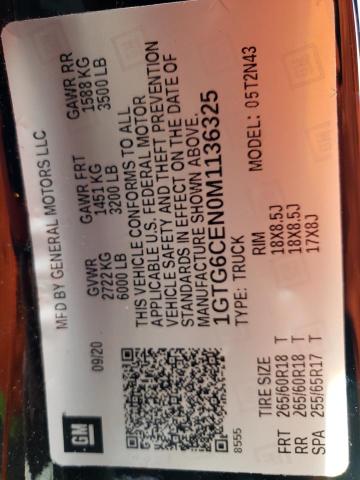 MFD BY GENERAL MOTORS LLC
GM
09/20
GVWR
2722 KG
6000 LB
GAWR FRT
1451 KG
3200 LB
GAWR RR
1588 KG
3500 LB
THIS VEHICLE CONFORMS TO ALL
APPLICABLE U.S. FEDERAL MOTOR
VEHICLE SAFETY AND THEFT PREVENTION
STANDARDS IN EFFECT ON THE DATE OF
MANUFACTURE SHOWN ABOVE.
1GTG6CEN0M1136325
8555
TYPE: TRUCK
MODEL: 05T2N43
TIRE SIZE RIM
FRT 265/60R18 T 18X8.5J
RR 265/60R18 T 18X8.5J
SPA 255/65R17 T 17X8J